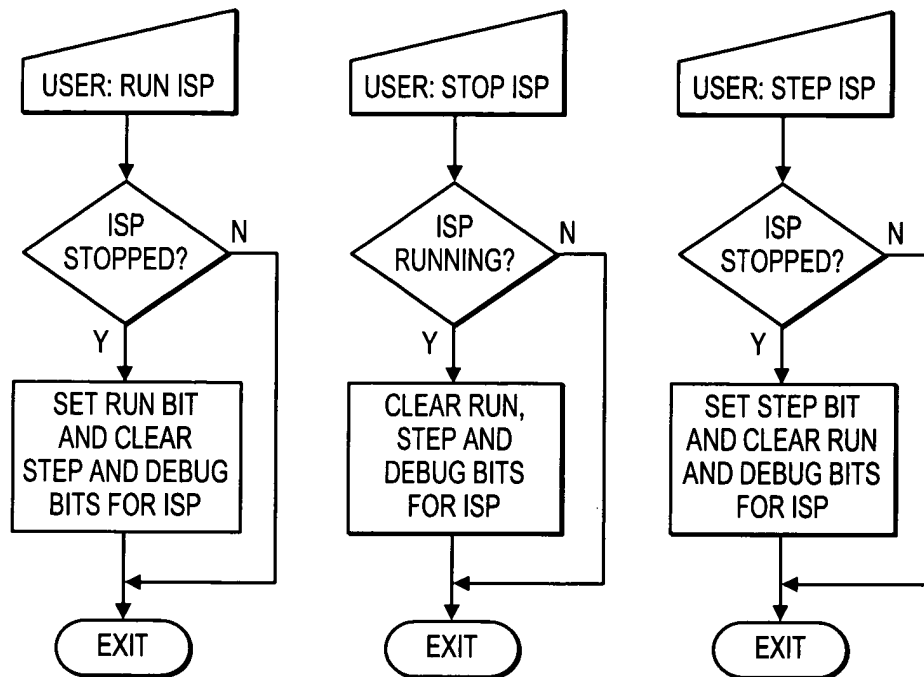 USER: RUN ISP
ISP
STOPPED?
N
Y
SET RUN BIT
AND CLEAR
STEP AND DEBUG
BITS FOR ISP
EXIT
USER: STOP ISP
ISP
RUNNING?
N
Y
CLEAR RUN,
STEP AND
DEBUG BITS
FOR ISP
EXIT
USER: STEP ISP
ISP
STOPPED?
N
Y
SET STEP BIT
AND CLEAR RUN
AND DEBUG BITS
FOR ISP
EXIT